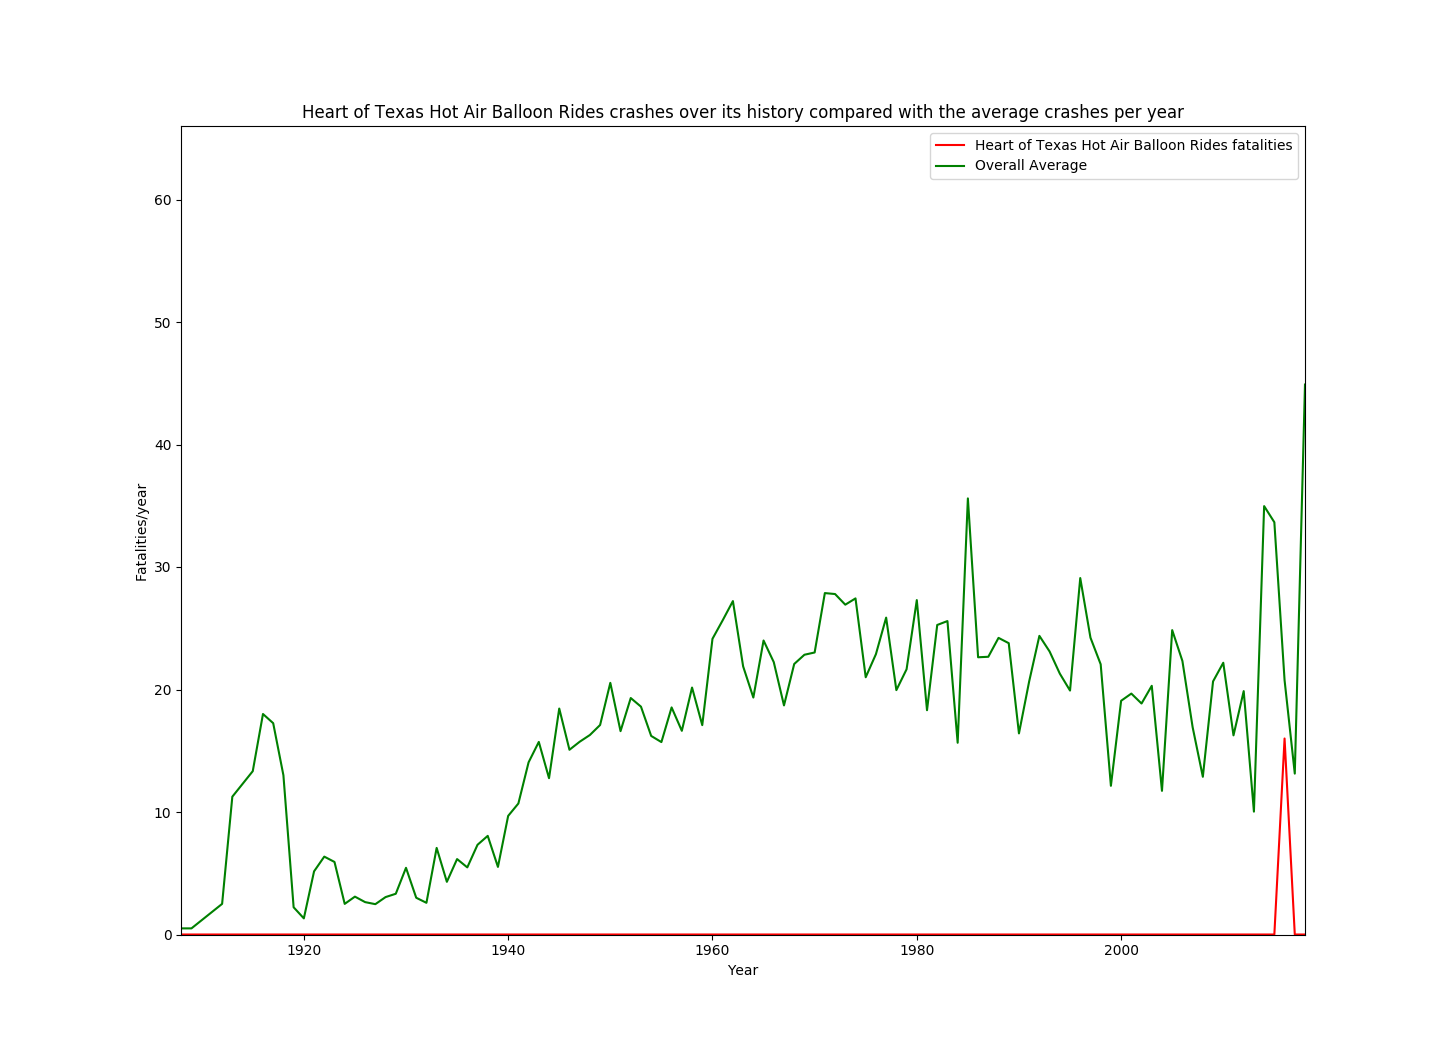 Heart of Texas Hot Air Balloon Rides crashes over its history compared with the average crashes per year
Heart of Texas Hot Air Balloon Rides fatalities
Overall Average
60
50
40
30
20
10
0
Fatalities/year
1920 1940 1960 1980 2000
Year